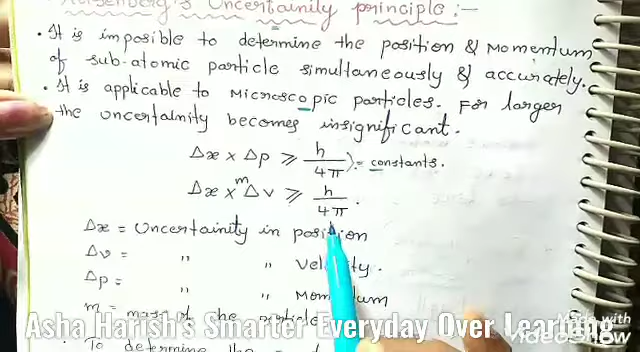 Heisenberg's Uncertainity principle :-
• It is imposible to determine the position & Momentum
of sub-atomic particle simultaneously & accurately.
• It is applicable to Microscopic particles. For larger
the uncertainity becomes insignificant.
Δx × Δp ≥ h/4π }= constants.
Δx × m Δv ≥ h/4π .
Δx = Uncertainity in position
Δv = " " Velocity.
Δp = " " Momentum
m = mass of the particle
• To determine the
Made with
VivaVideo
Asha Harish's Smarter Everyday Over Learning